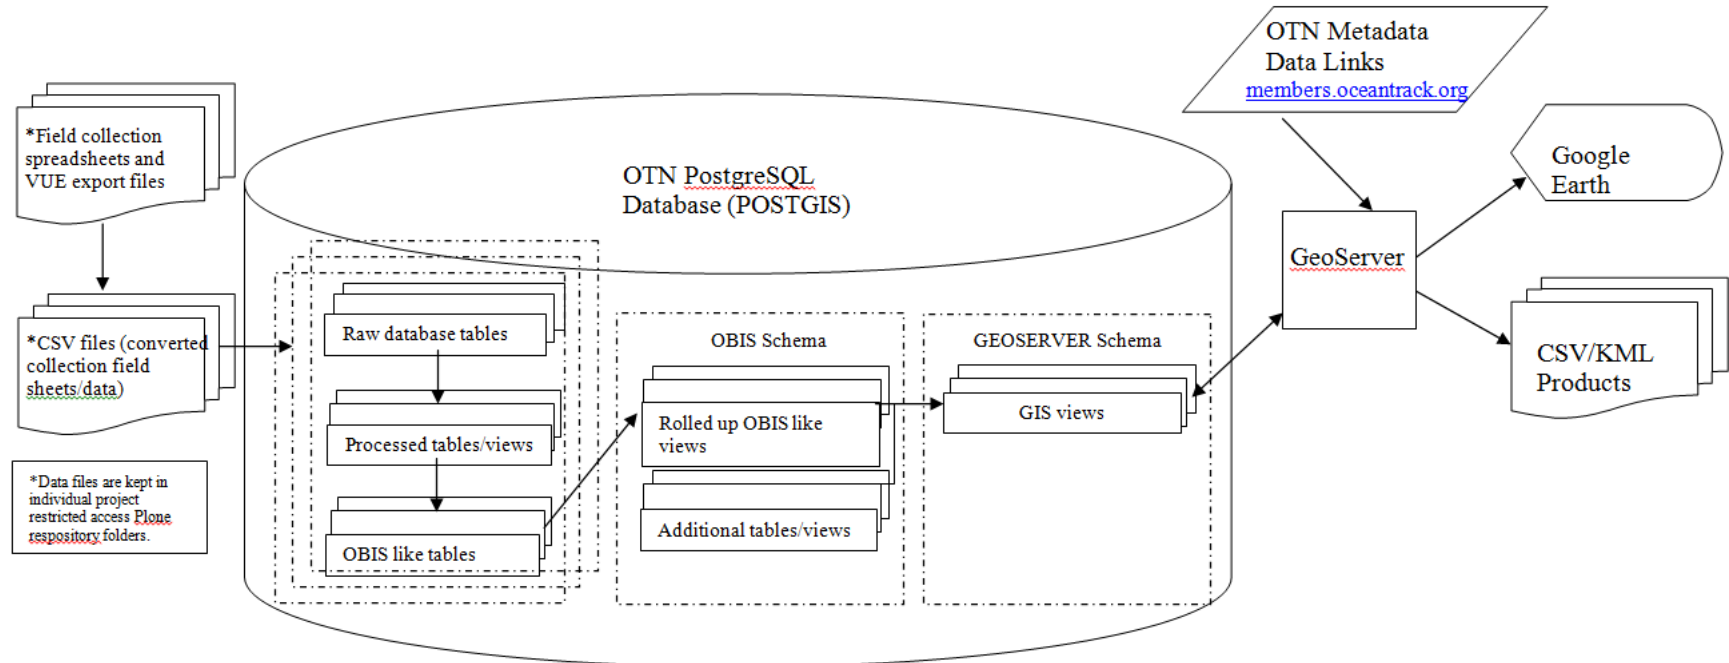 OTN Metadata
Data Links
members.oceantrack.org
*Field collection
spreadsheets and
VUE export files
OTN PostgreSQL
Database (POSTGIS)
Google
Earth
GeoServer
*CSV files (converted
collection field
sheets/data)
Raw database tables
Processed tables/views
OBIS like tables
OBIS Schema
Rolled up OBIS like
views
Additional tables/views
GEOSERVER Schema
GIS views
CSV/KML
Products
*Data files are kept in
individual project
restricted access Plone
respository folders.